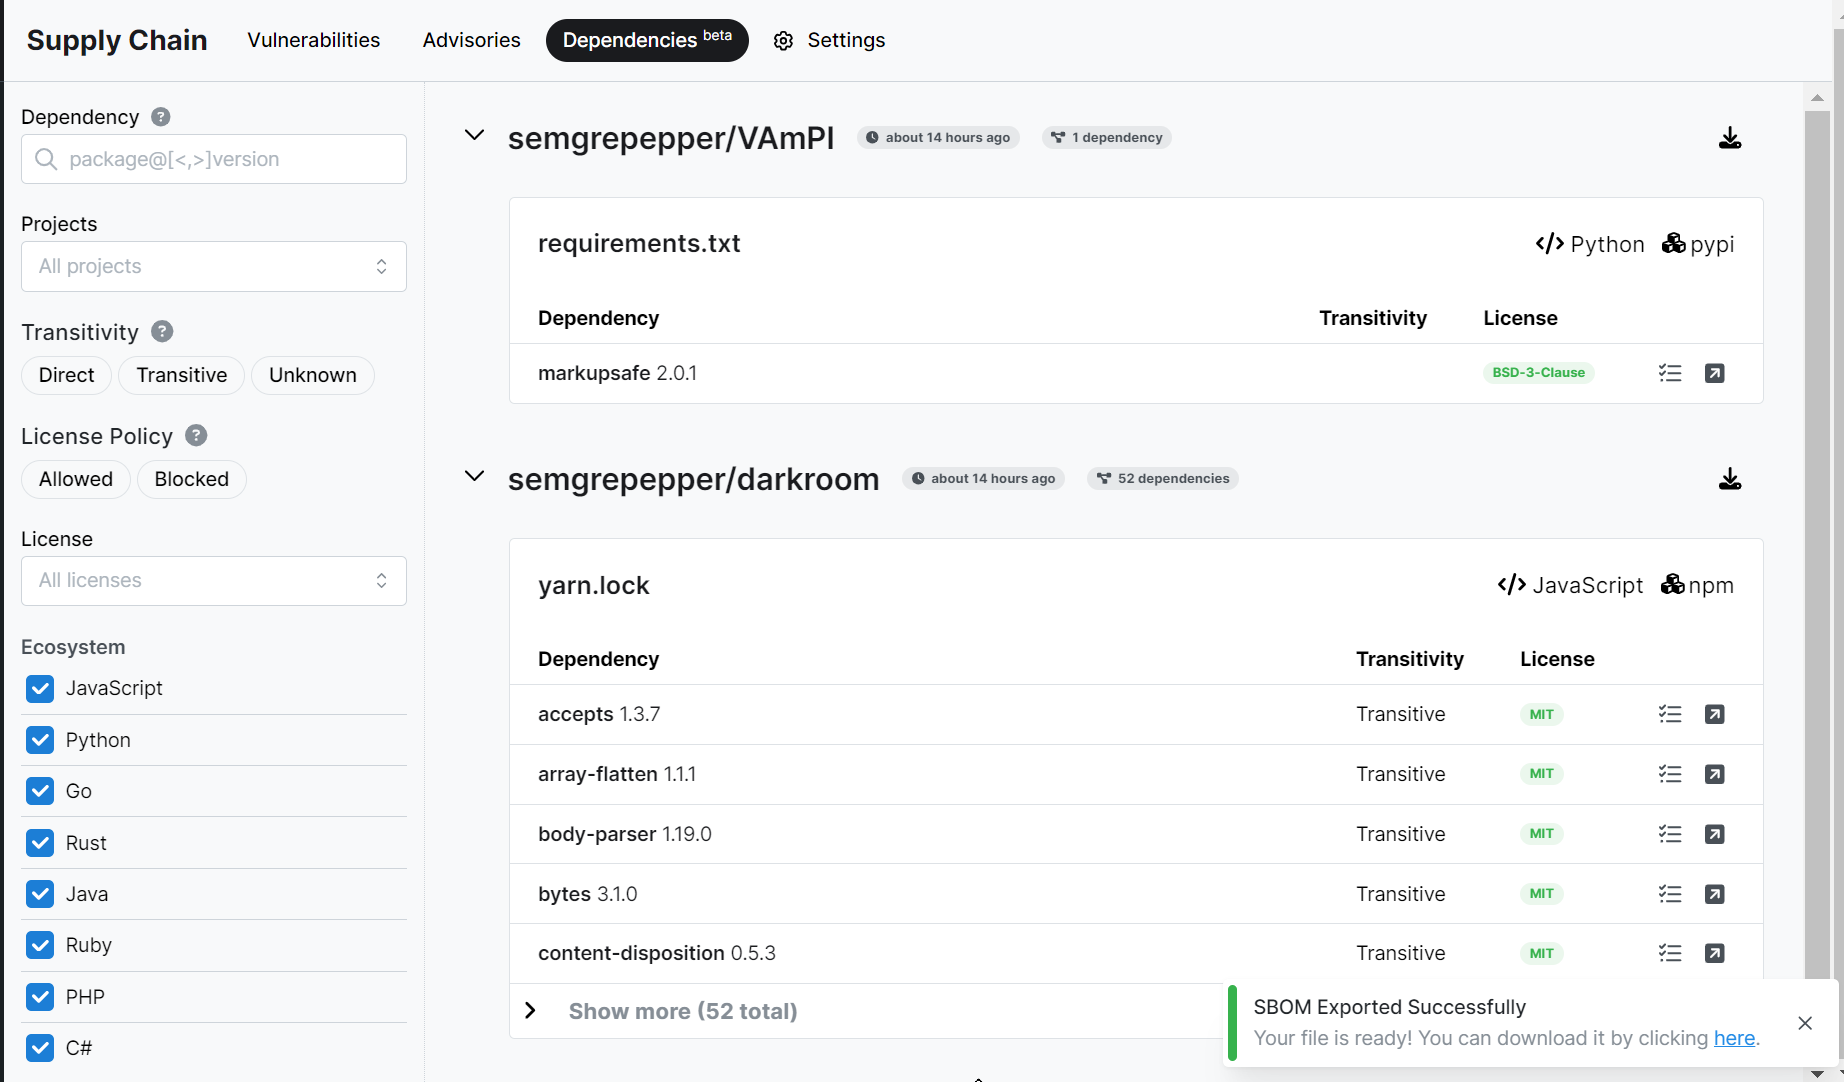 Supply Chain
Vulnerabilities
Advisories
Dependencies beta
Settings
Dependency ?
package@[<,>]version
Projects
All projects
Transitivity ?
Direct
Transitive
Unknown
License Policy ?
Allowed
Blocked
License
All licenses
Ecosystem
JavaScript
Python
Go
Rust
Java
Ruby
PHP
C#
semgrepepper/VAmPI
about 14 hours ago
1 dependency
requirements.txt
</> Python
pypi
Dependency Transitivity License
markupsafe 2.0.1 BSD-3-Clause
semgrepepper/darkroom
about 14 hours ago
52 dependencies
yarn.lock
</> JavaScript
npm
Dependency Transitivity License
accepts 1.3.7 Transitive MIT
array-flatten 1.1.1 Transitive MIT
body-parser 1.19.0 Transitive MIT
bytes 3.1.0 Transitive MIT
content-disposition 0.5.3 Transitive MIT
Show more (52 total)
SBOM Exported Successfully
Your file is ready! You can download it by clicking here.